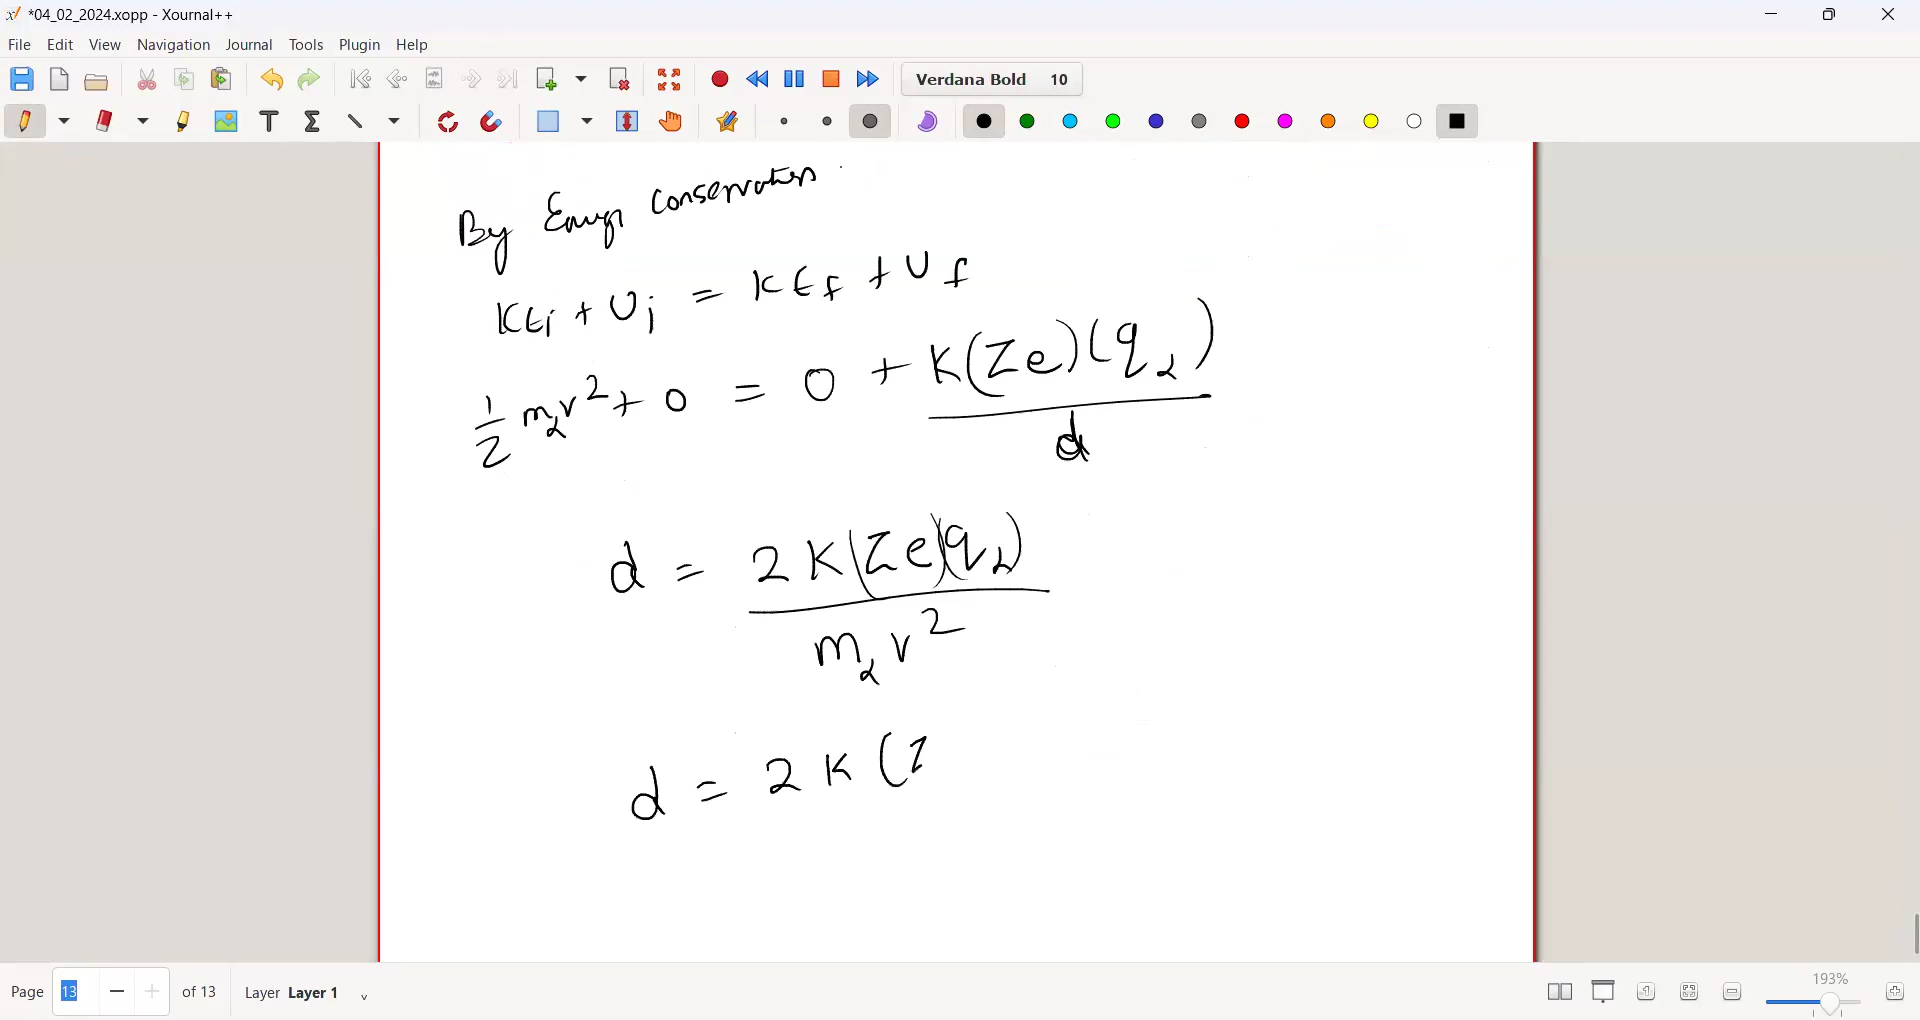 *04_02_2024.xopp - Xournal++
File Edit View Navigation Journal Tools Plugin Help
Verdana Bold 10
By conservation
KEi + Ui = KEf + Uf
1/2 mαv² + 0 = 0 + K(Ze)(qα)/d
d = 2K(Ze)(qα)/mαv²
d = 2K(Z
Page 13 of 13 Layer Layer 1 193%